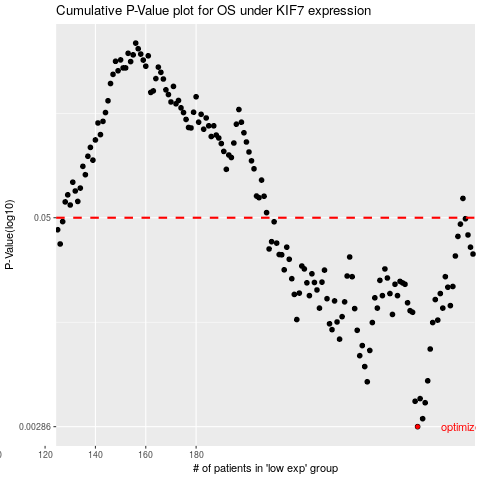 Cumulative P-Value plot for OS under KIF7 expression
P-Value(log10)
0.05
0.00286
optimiz
0
120
140
160
180
# of patients in 'low exp' group